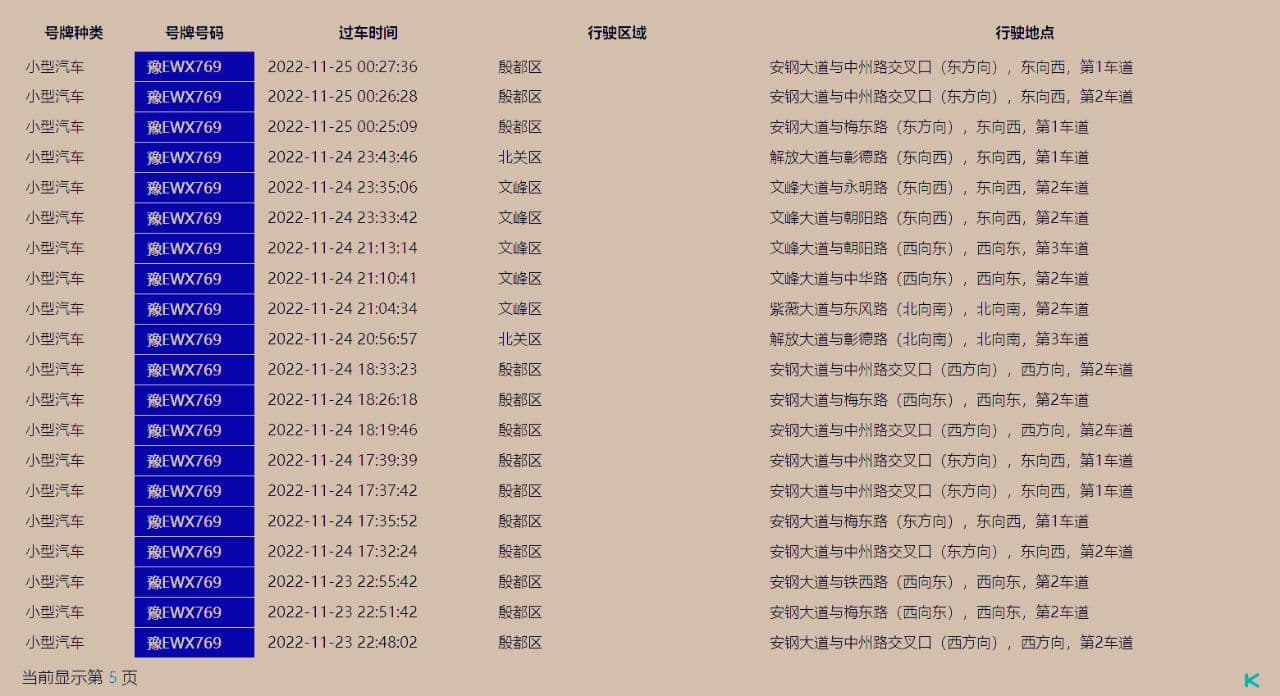 号牌种类 号牌号码 过车时间 行驶区域 行驶地点
小型汽车 豫EWX769 2022-11-25 00:27:36 殷都区 安钢大道与中州路交叉口（东方向），东向西，第1车道
小型汽车 豫EWX769 2022-11-25 00:26:28 殷都区 安钢大道与中州路交叉口（东方向），东向西，第2车道
小型汽车 豫EWX769 2022-11-25 00:25:09 殷都区 安钢大道与梅东路（东方向），东向西，第1车道
小型汽车 豫EWX769 2022-11-24 23:43:46 北关区 解放大道与彰德路（东向西），东向西，第1车道
小型汽车 豫EWX769 2022-11-24 23:35:06 文峰区 文峰大道与永明路（东向西），东向西，第2车道
小型汽车 豫EWX769 2022-11-24 23:33:42 文峰区 文峰大道与朝阳路（东向西），东向西，第2车道
小型汽车 豫EWX769 2022-11-24 21:13:14 文峰区 文峰大道与朝阳路（西向东），西向东，第3车道
小型汽车 豫EWX769 2022-11-24 21:10:41 文峰区 文峰大道与中华路（西向东），西向东，第2车道
小型汽车 豫EWX769 2022-11-24 21:04:34 文峰区 紫薇大道与东风路（北向南），北向南，第2车道
小型汽车 豫EWX769 2022-11-24 20:56:57 北关区 解放大道与彰德路（北向南），北向南，第3车道
小型汽车 豫EWX769 2022-11-24 18:33:23 殷都区 安钢大道与中州路交叉口（西方向），西方向，第2车道
小型汽车 豫EWX769 2022-11-24 18:26:18 殷都区 安钢大道与梅东路（西向东），西向东，第2车道
小型汽车 豫EWX769 2022-11-24 18:19:46 殷都区 安钢大道与中州路交叉口（西方向），西方向，第2车道
小型汽车 豫EWX769 2022-11-24 17:39:39 殷都区 安钢大道与中州路交叉口（东方向），东向西，第1车道
小型汽车 豫EWX769 2022-11-24 17:37:42 殷都区 安钢大道与中州路交叉口（东方向），东向西，第1车道
小型汽车 豫EWX769 2022-11-24 17:35:52 殷都区 安钢大道与梅东路（东方向），东向西，第1车道
小型汽车 豫EWX769 2022-11-24 17:32:24 殷都区 安钢大道与中州路交叉口（东方向），东向西，第2车道
小型汽车 豫EWX769 2022-11-23 22:55:42 殷都区 安钢大道与铁西路（西向东），西向东，第2车道
小型汽车 豫EWX769 2022-11-23 22:51:42 殷都区 安钢大道与梅东路（西向东），西向东，第2车道
小型汽车 豫EWX769 2022-11-23 22:48:02 殷都区 安钢大道与中州路交叉口（西方向），西方向，第2车道
当前显示第 5 页